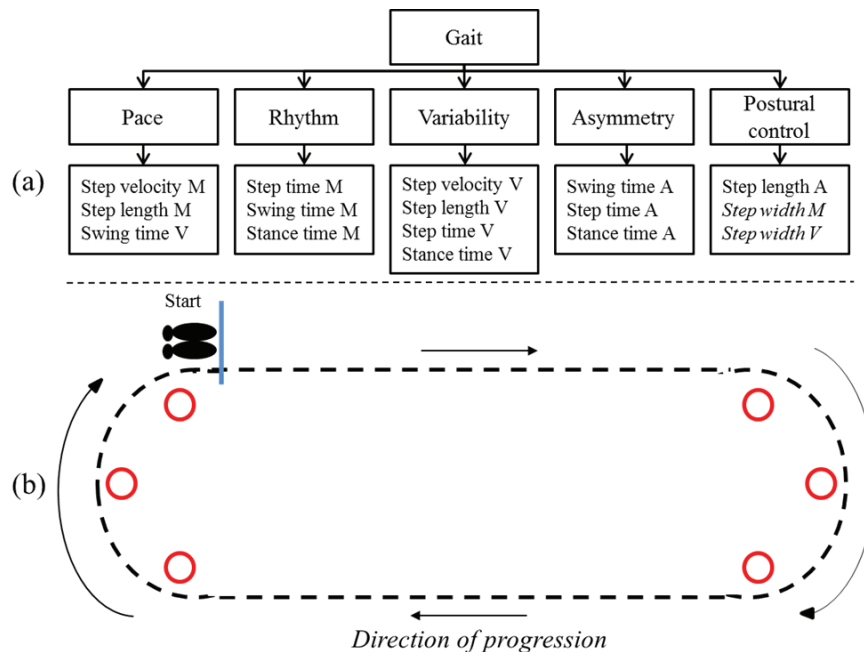 Gait
Pace
Rhythm
Variability
Asymmetry
Postural
control
(a)
Step velocity M
Step length M
Swing time V
Step time M
Swing time M
Stance time M
Step velocity V
Step length V
Step time V
Stance time V
Swing time A
Step time A
Stance time A
Step length A
Step width M
Step width V
Start
(b)
Direction of progression